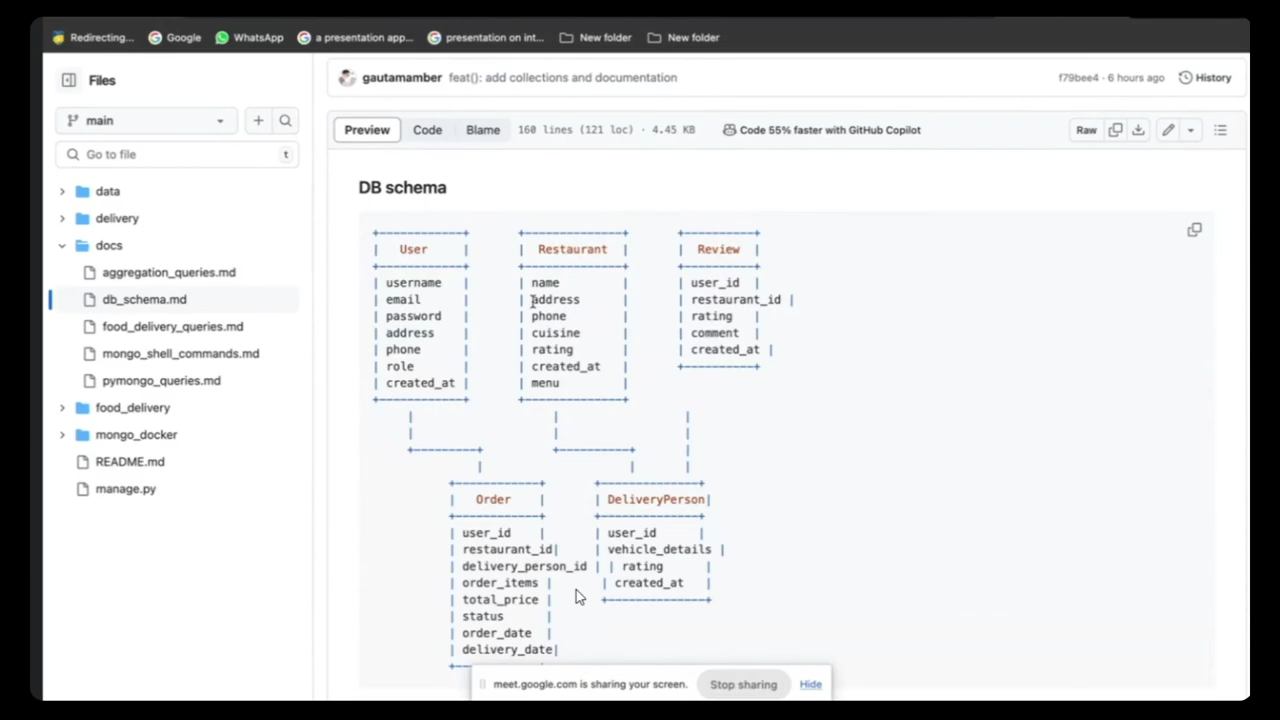 Redirecting... Google WhatsApp a presentation app... presentation on int... New folder New folder
Files
main
Go to file t
data
delivery
docs
aggregation_queries.md
db_schema.md
food_delivery_queries.md
mongo_shell_commands.md
pymongo_queries.md
food_delivery
mongo_docker
README.md
manage.py
gautamamber feat(): add collections and documentation f79bee4 · 6 hours ago History
Preview Code Blame 160 lines (121 loc) · 4.45 KB Code 55% faster with GitHub Copilot Raw
DB schema
+------------+ +-------------+ +----------+
| User | | Restaurant | | Review |
+------------+ +-------------+ +----------+
| username | | name | | user_id |
| email | | address | | restaurant_id |
| password | | phone | | rating |
| address | | cuisine | | comment |
| phone | | rating | | created_at |
| role | | created_at | +----------+
| created_at | | menu |
+------------+ +-------------+
| | |
| | |
+---------+ +----------+ |
| | |
+------------+ +--------------+
| Order | | DeliveryPerson|
+------------+ +--------------+
| user_id | | user_id |
| restaurant_id| | vehicle_details |
| delivery_person_id | | rating |
| order_items | | created_at |
| total_price | +--------------+
| status |
| order_date |
| delivery_date|
meet.google.com is sharing your screen. Stop sharing Hide